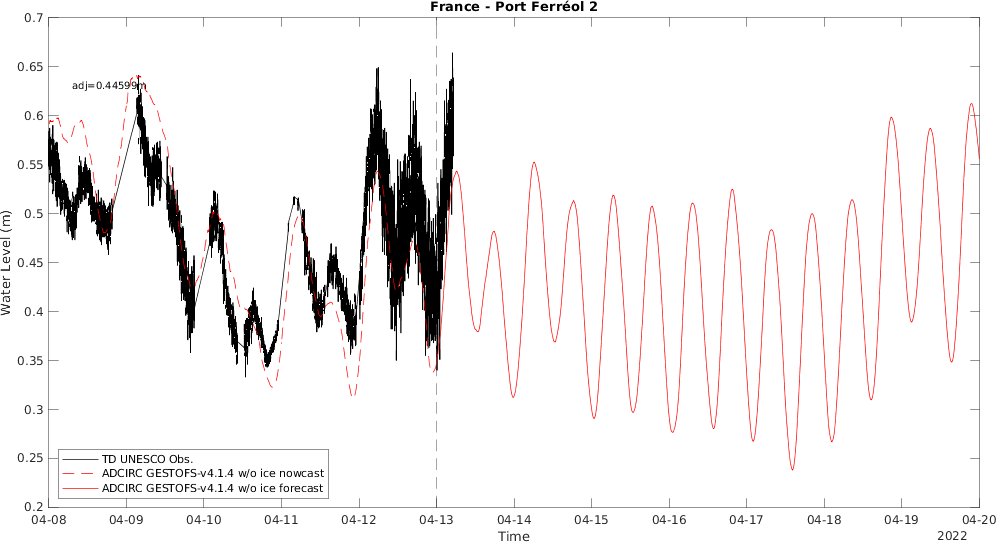 France - Port Ferréol 2
0.7
0.65
0.6
0.55
0.5
0.45
0.4
0.35
0.3
0.25
0.2
Water Level (m)
adj=0.44599m
TD UNESCO Obs.
ADCIRC GESTOFS-v4.1.4 w/o ice nowcast
ADCIRC GESTOFS-v4.1.4 w/o ice forecast
04-08 04-09 04-10 04-11 04-12 04-13 04-14 04-15 04-16 04-17 04-18 04-19 04-20
Time
2022